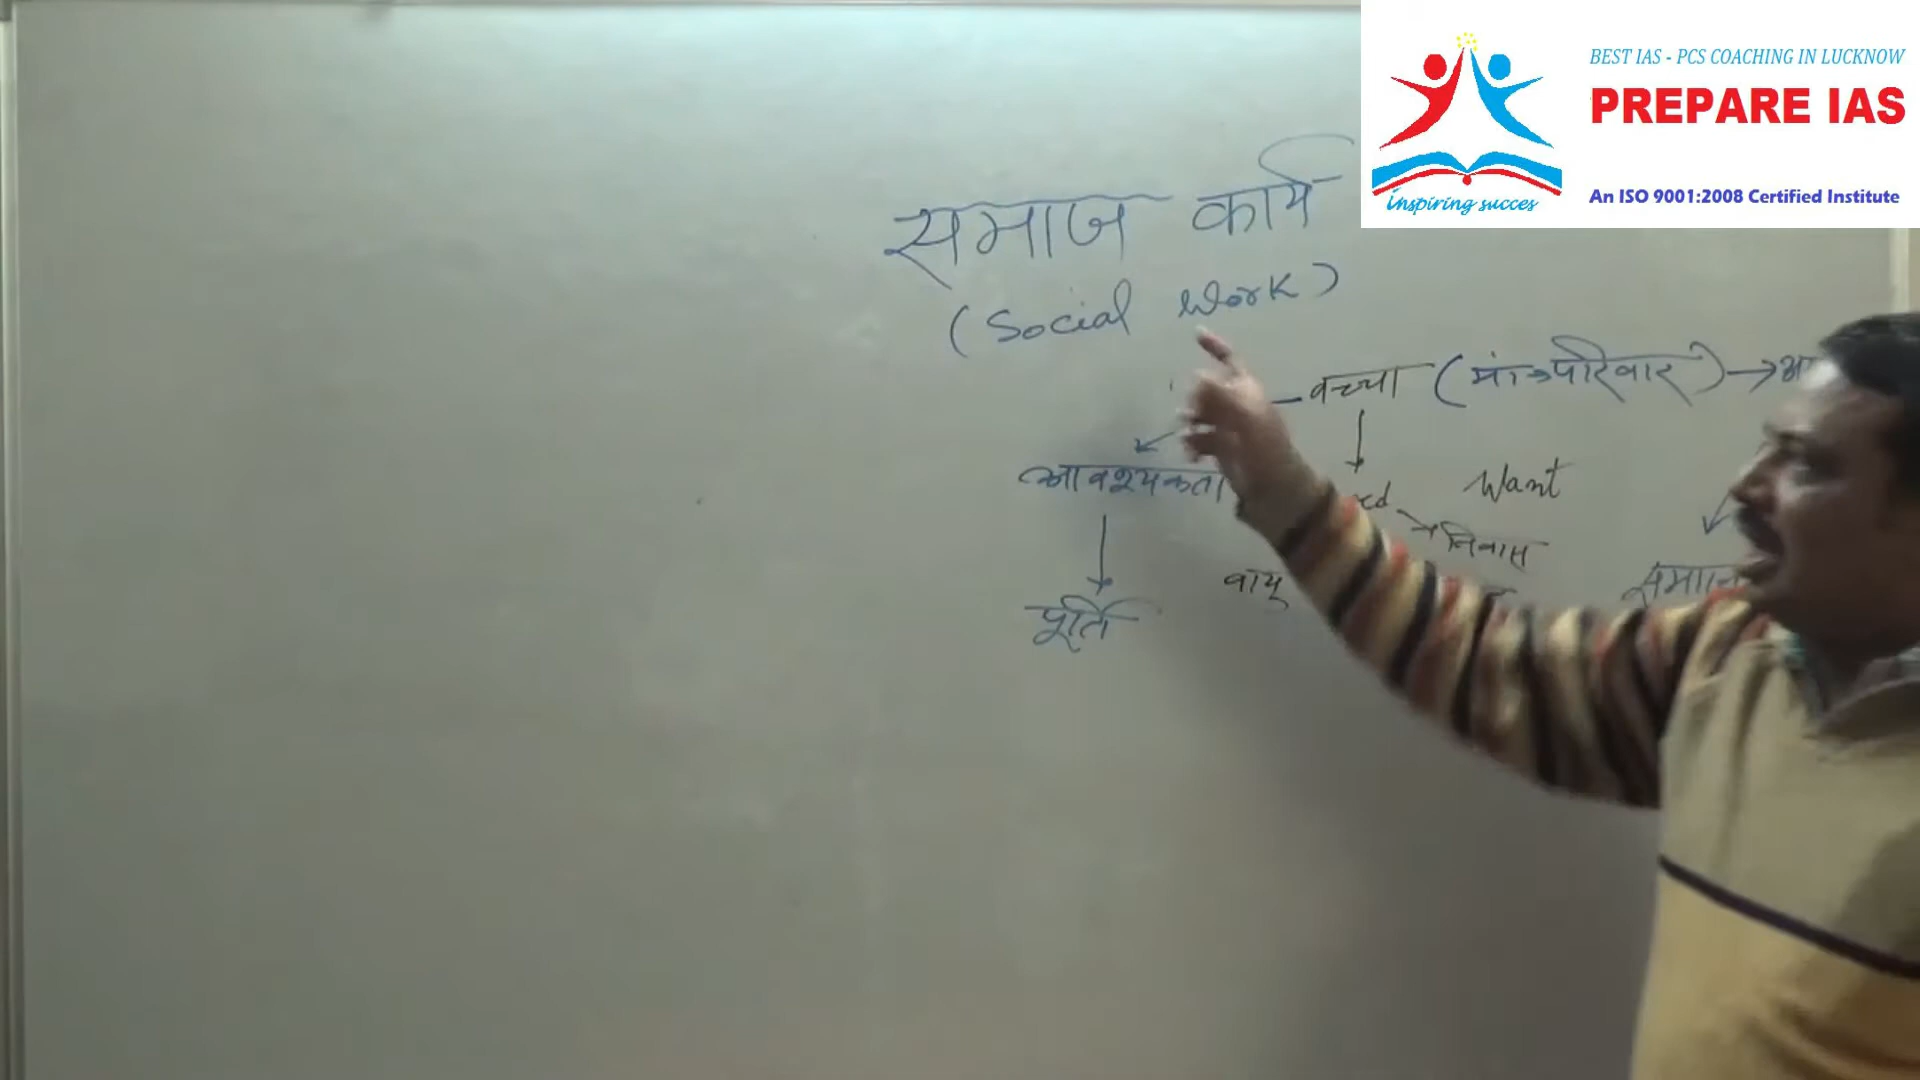 BEST IAS - PCS COACHING IN LUCKNOW
PREPARE IAS
inspiring succes
An ISO 9001:2008 Certified Institute
समाज कार्य
(Social Work)
बच्चा (मां→परिवार) →
आवश्यकता Want
निवास
वायु
पूर्ति